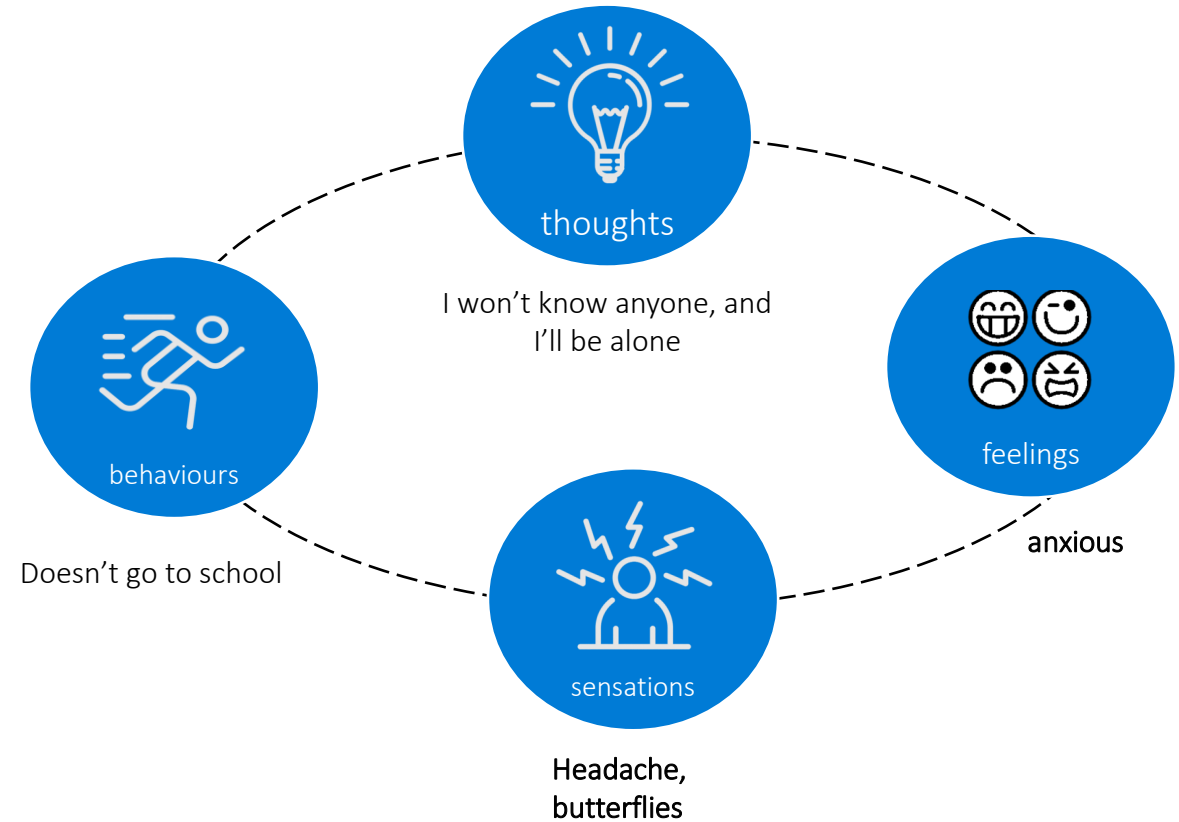 thoughts
I won’t know anyone, and
I’ll be alone
feelings
anxious
behaviours
Doesn’t go to school
sensations
Headache,
butterflies